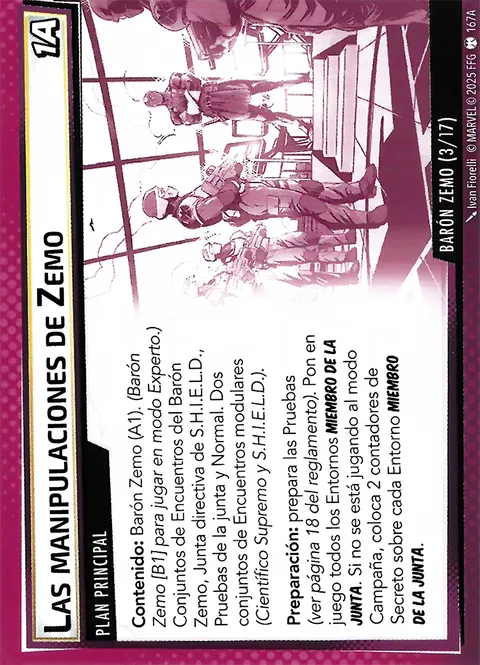 LAS MANIPULACIONES DE ZEMO
1A
PLAN PRINCIPAL
Contenido: Barón Zemo (A1). (Barón
Zemo [B1] para jugar en modo Experto.)
Conjuntos de Encuentros del Barón
Zemo, Junta directiva de S.H.I.E.L.D.,
Pruebas de la junta y Normal. Dos
conjuntos de Encuentros modulares
(Científico Supremo y S.H.I.E.L.D.).
Preparación: prepara las Pruebas
(ver página 18 del reglamento). Pon en
juego todos los Entornos MIEMBRO DE LA
JUNTA. Si no se está jugando al modo
Campaña, coloca 2 contadores de
Secreto sobre cada Entorno MIEMBRO
DE LA JUNTA.
BARÓN ZEMO (3/17)
Ivan Fiorelli © MARVEL © 2025 FFG 167A